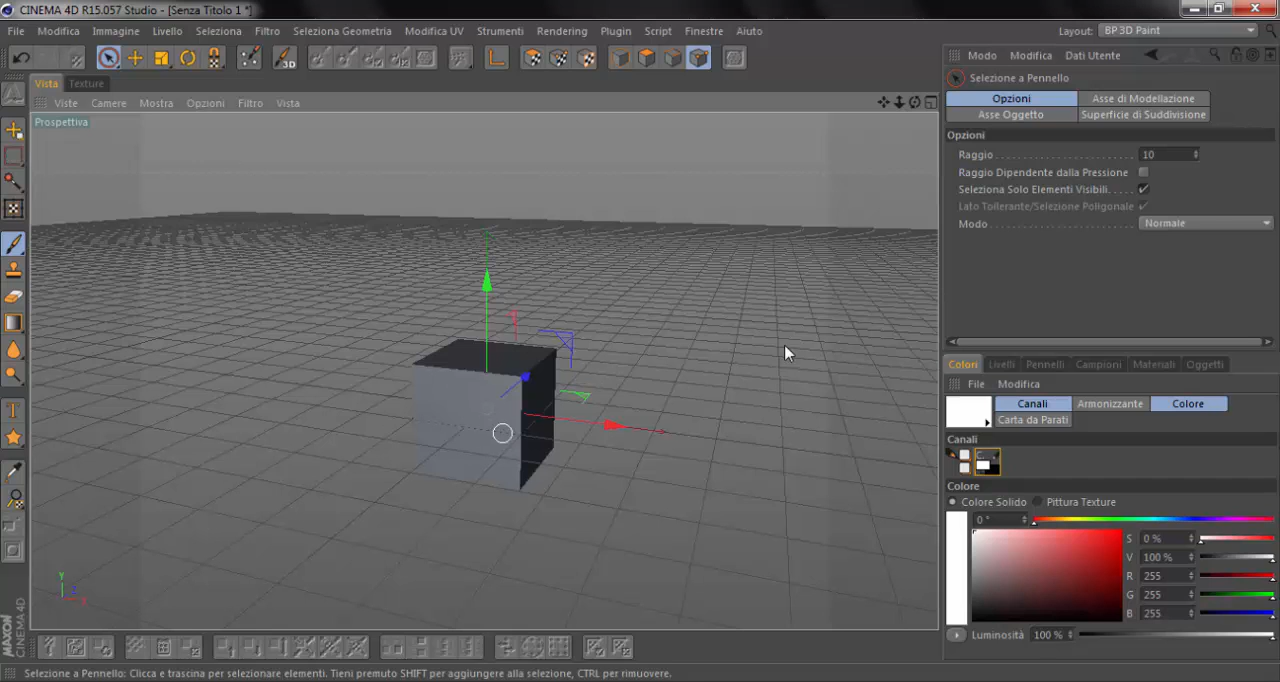 CINEMA 4D R15.057 Studio - [Senza Titolo 1 *]
File Modifica Immagine Livello Seleziona Filtro Seleziona Geometria Modifica UV Strumenti Rendering Plugin Script Finestre Aiuto Layout: BP3D Paint
Vista Texture
Viste Camere Mostra Opzioni Filtro Vista
Prospettiva
Modo Modifica Dati Utente
Selezione a Pennello
Opzioni Asse di Modellazione
Asse Oggetto Superficie di Suddivisione
Opzioni
Raggio 10
Raggio Dipendente dalla Pressione
Seleziona Solo Elementi Visibili
Lato Tollerante/Selezione Poligonale
Modo Normale
Colori Livelli Pennelli Campioni Materiali Oggetti
File Modifica
Canali Armonizzante Colore
Carta da Parati
Canali
Colore
Colore Solido Pittura Texture
0 °
S 0 %
V 100 %
R 255
G 255
B 255
Luminosità 100 %
Y
Z
X
MAXON CINEMA 4D
Selezione a Pennello: Clicca e trascina per selezionare elementi. Tieni premuto SHIFT per aggiungere alla selezione, CTRL per rimuovere.